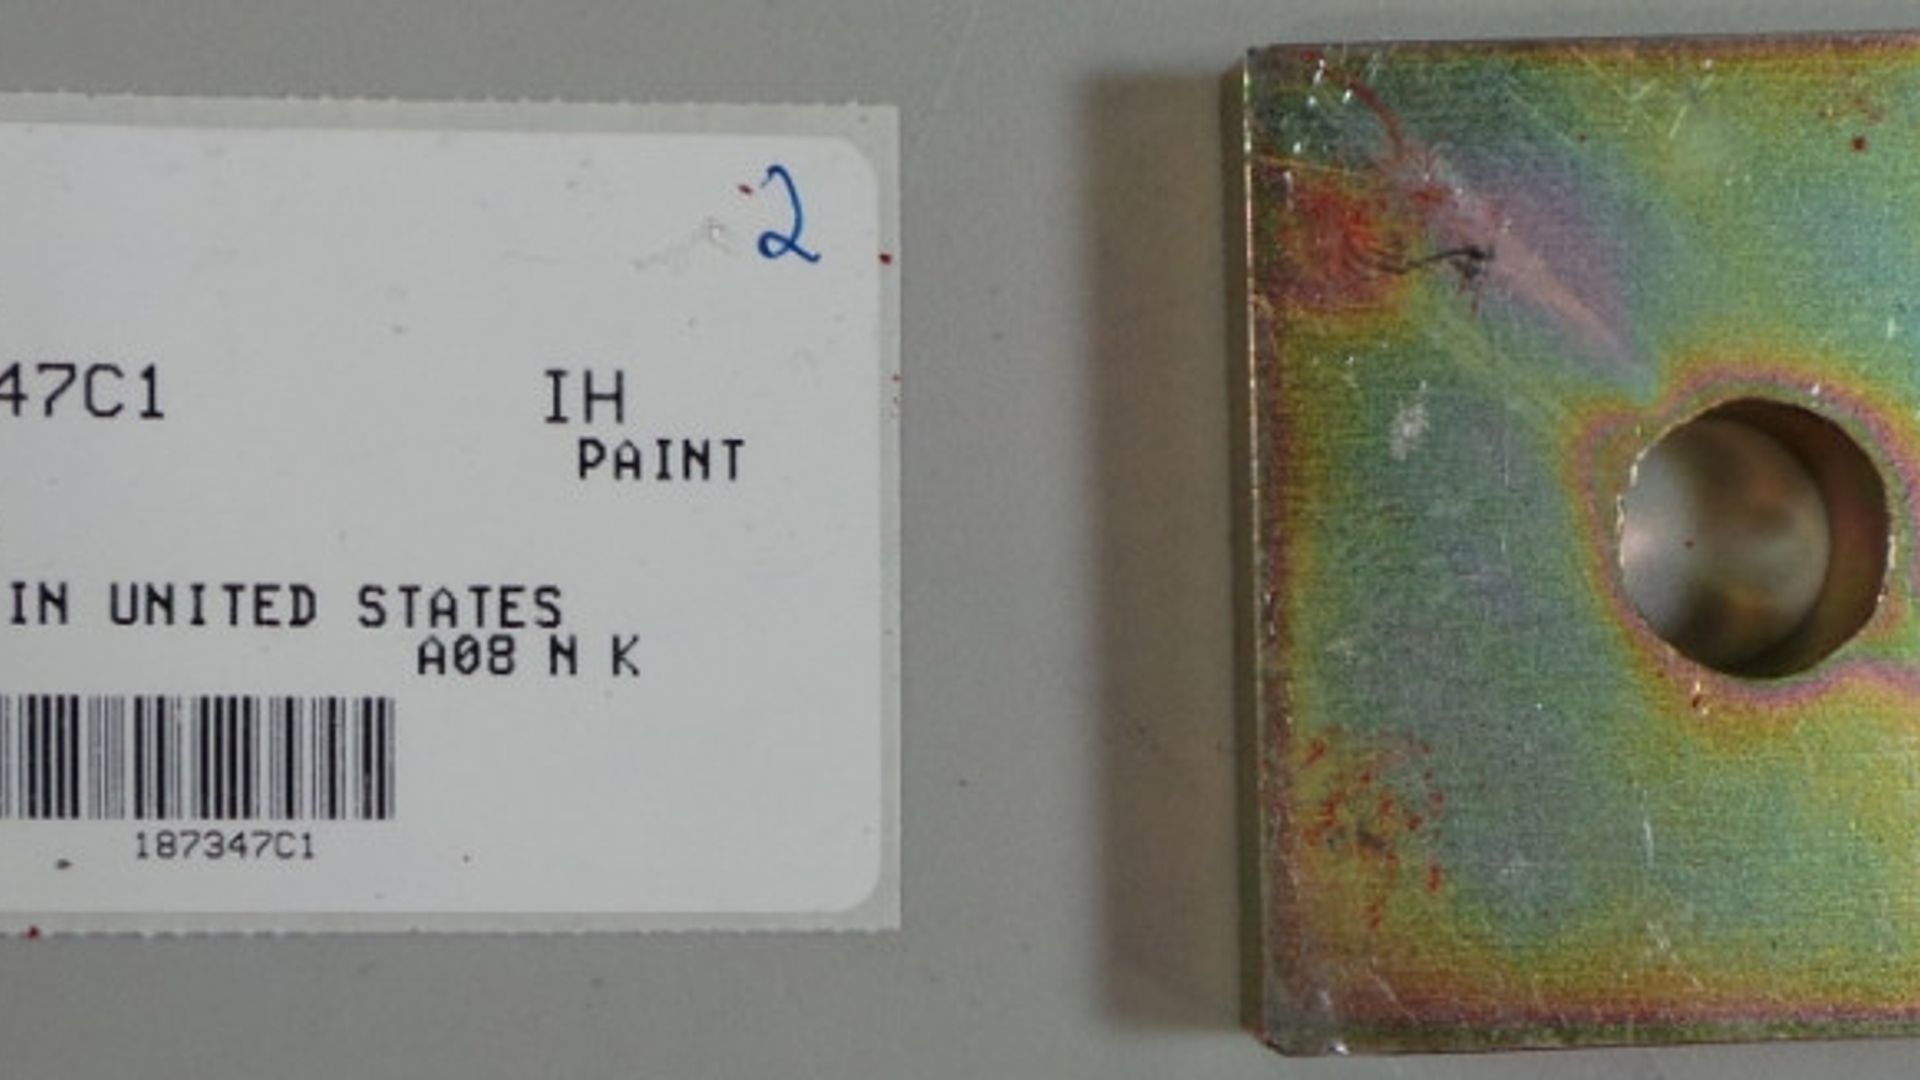 2
47C1 IH
PAINT
IN UNITED STATES
A08 N K
187347C1